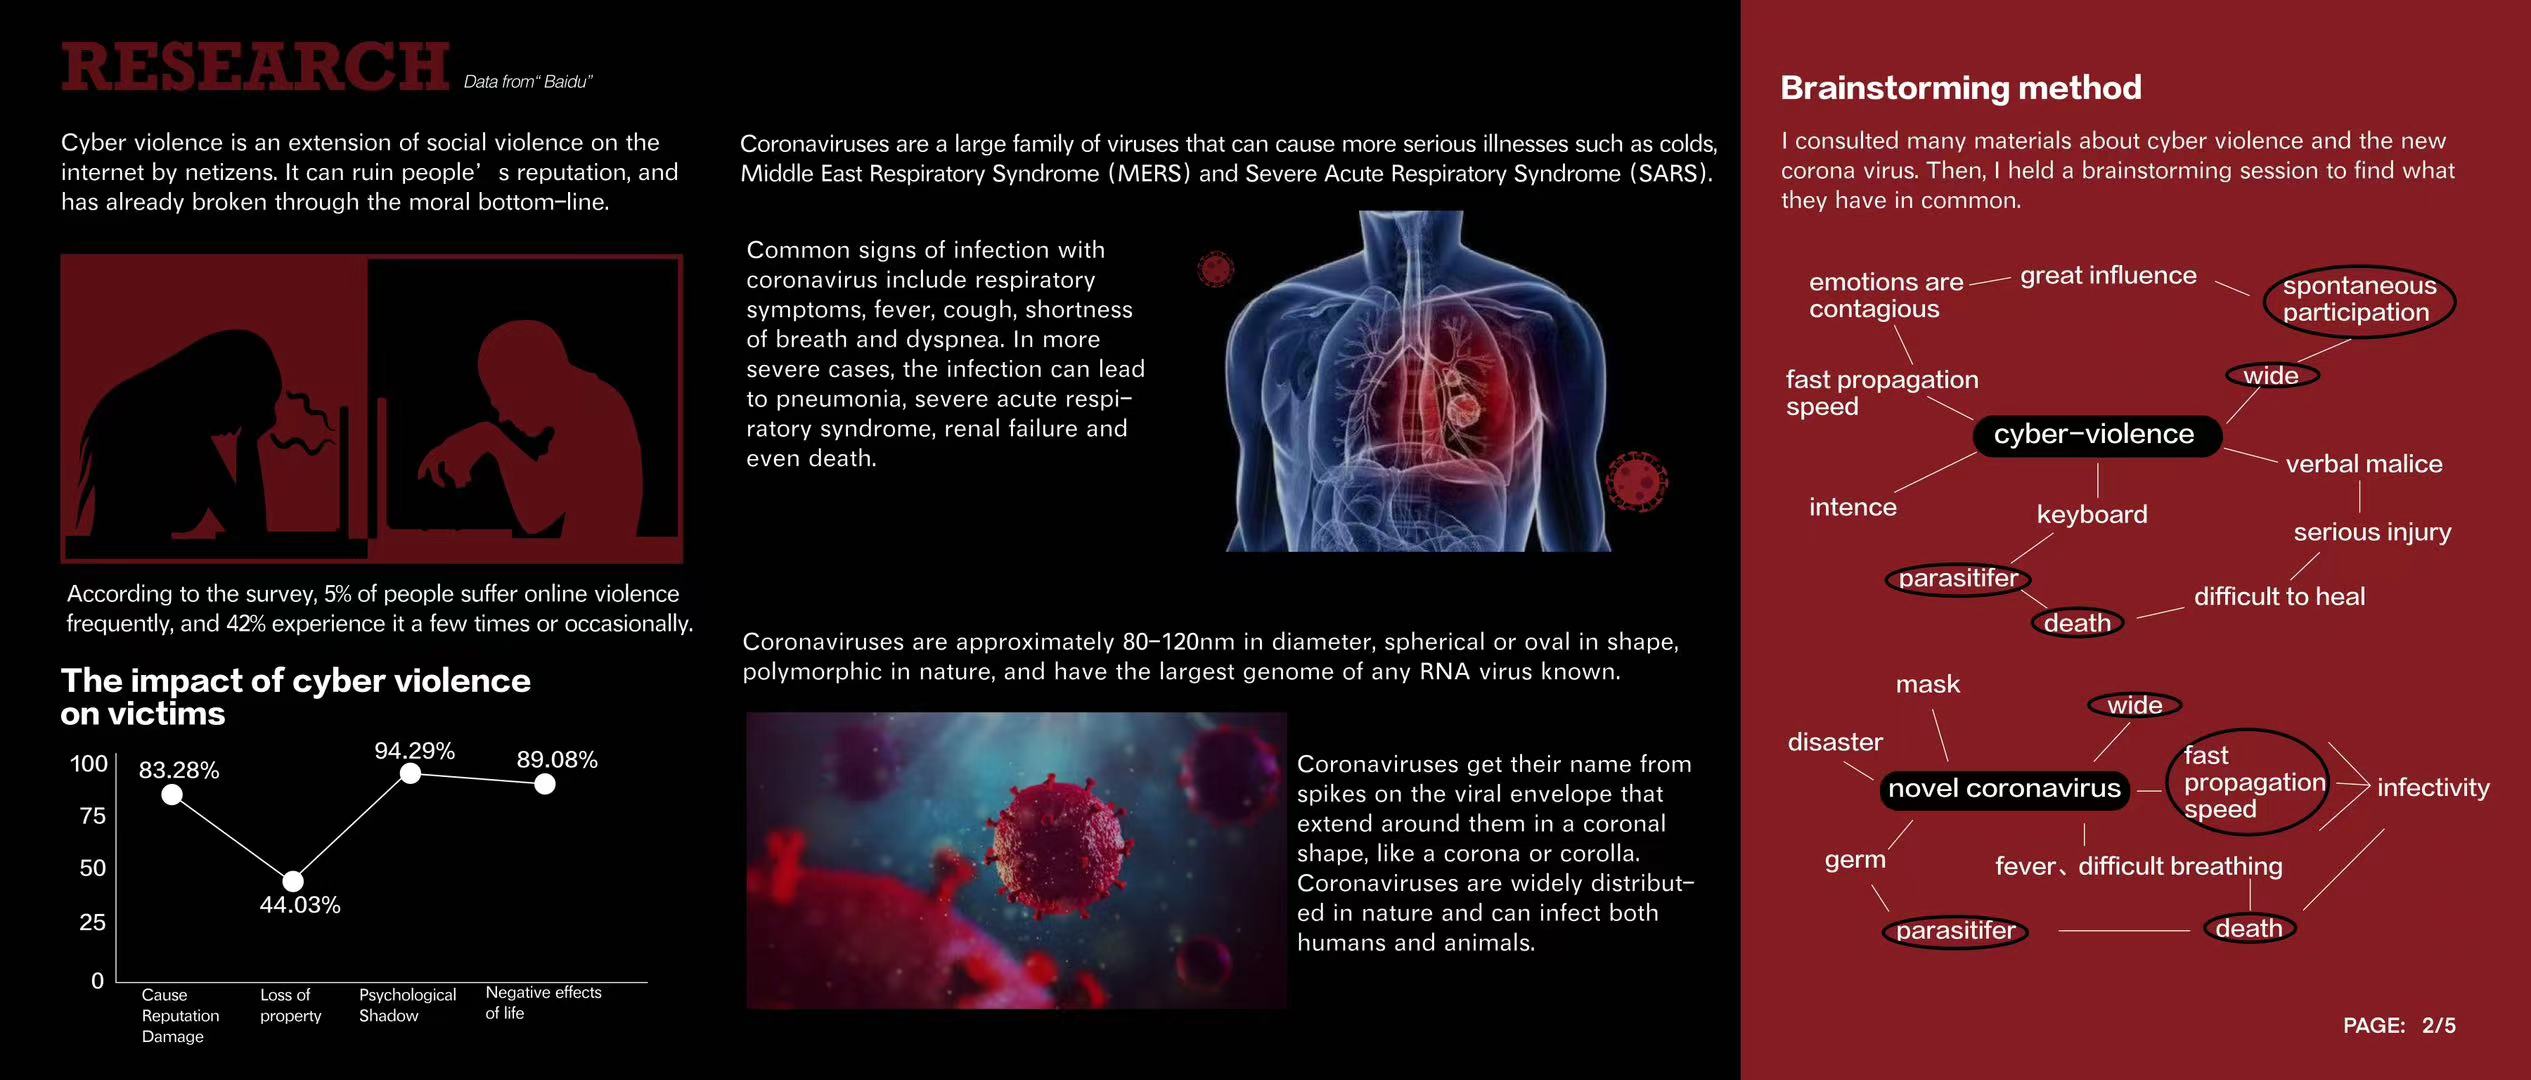 RESEARCH
Data from“ Baidu”
Cyber violence is an extension of social violence on the
internet by netizens. It can ruin people’ s reputation, and
has already broken through the moral bottom-line.
According to the survey, 5% of people suffer online violence
frequently, and 42% experience it a few times or occasionally.
The impact of cyber violence
on victims
100
75
50
25
0
83.28%
44.03%
94.29%
89.08%
Cause
Reputation
Damage
Loss of
property
Psychological
Shadow
Negative effects
of life
Coronaviruses are a large family of viruses that can cause more serious illnesses such as colds,
Middle East Respiratory Syndrome (MERS) and Severe Acute Respiratory Syndrome (SARS).
Common signs of infection with
coronavirus include respiratory
symptoms, fever, cough, shortness
of breath and dyspnea. In more
severe cases, the infection can lead
to pneumonia, severe acute respi-
ratory syndrome, renal failure and
even death.
Coronaviruses are approximately 80-120nm in diameter, spherical or oval in shape,
polymorphic in nature, and have the largest genome of any RNA virus known.
Coronaviruses get their name from
spikes on the viral envelope that
extend around them in a coronal
shape, like a corona or corolla.
Coronaviruses are widely distribut-
ed in nature and can infect both
humans and animals.
Brainstorming method
I consulted many materials about cyber violence and the new
corona virus. Then, I held a brainstorming session to find what
they have in common.
emotions are
contagious
great influence
spontaneous
participation
wide
fast propagation
speed
cyber-violence
verbal malice
intence
keyboard
serious injury
parasitifer
difficult to heal
death
mask
wide
disaster
fast
propagation
speed
novel coronavirus
infectivity
germ
fever、difficult breathing
parasitifer
death
PAGE: 2/5